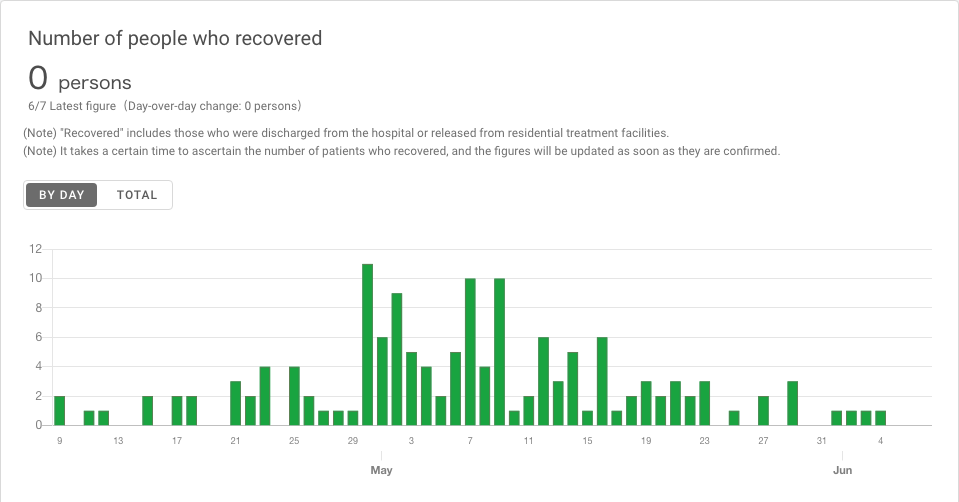 Number of people who recovered
0 persons
6/7 Latest figure（Day-over-day change: 0 persons）
(Note) "Recovered" includes those who were discharged from the hospital or released from residential treatment facilities.
(Note) It takes a certain time to ascertain the number of patients who recovered, and the figures will be updated as soon as they are confirmed.
BY DAY TOTAL
12
10
8
6
4
2
0
9 13 17 21 25 29 3 7 11 15 19 23 27 31 4
May Jun